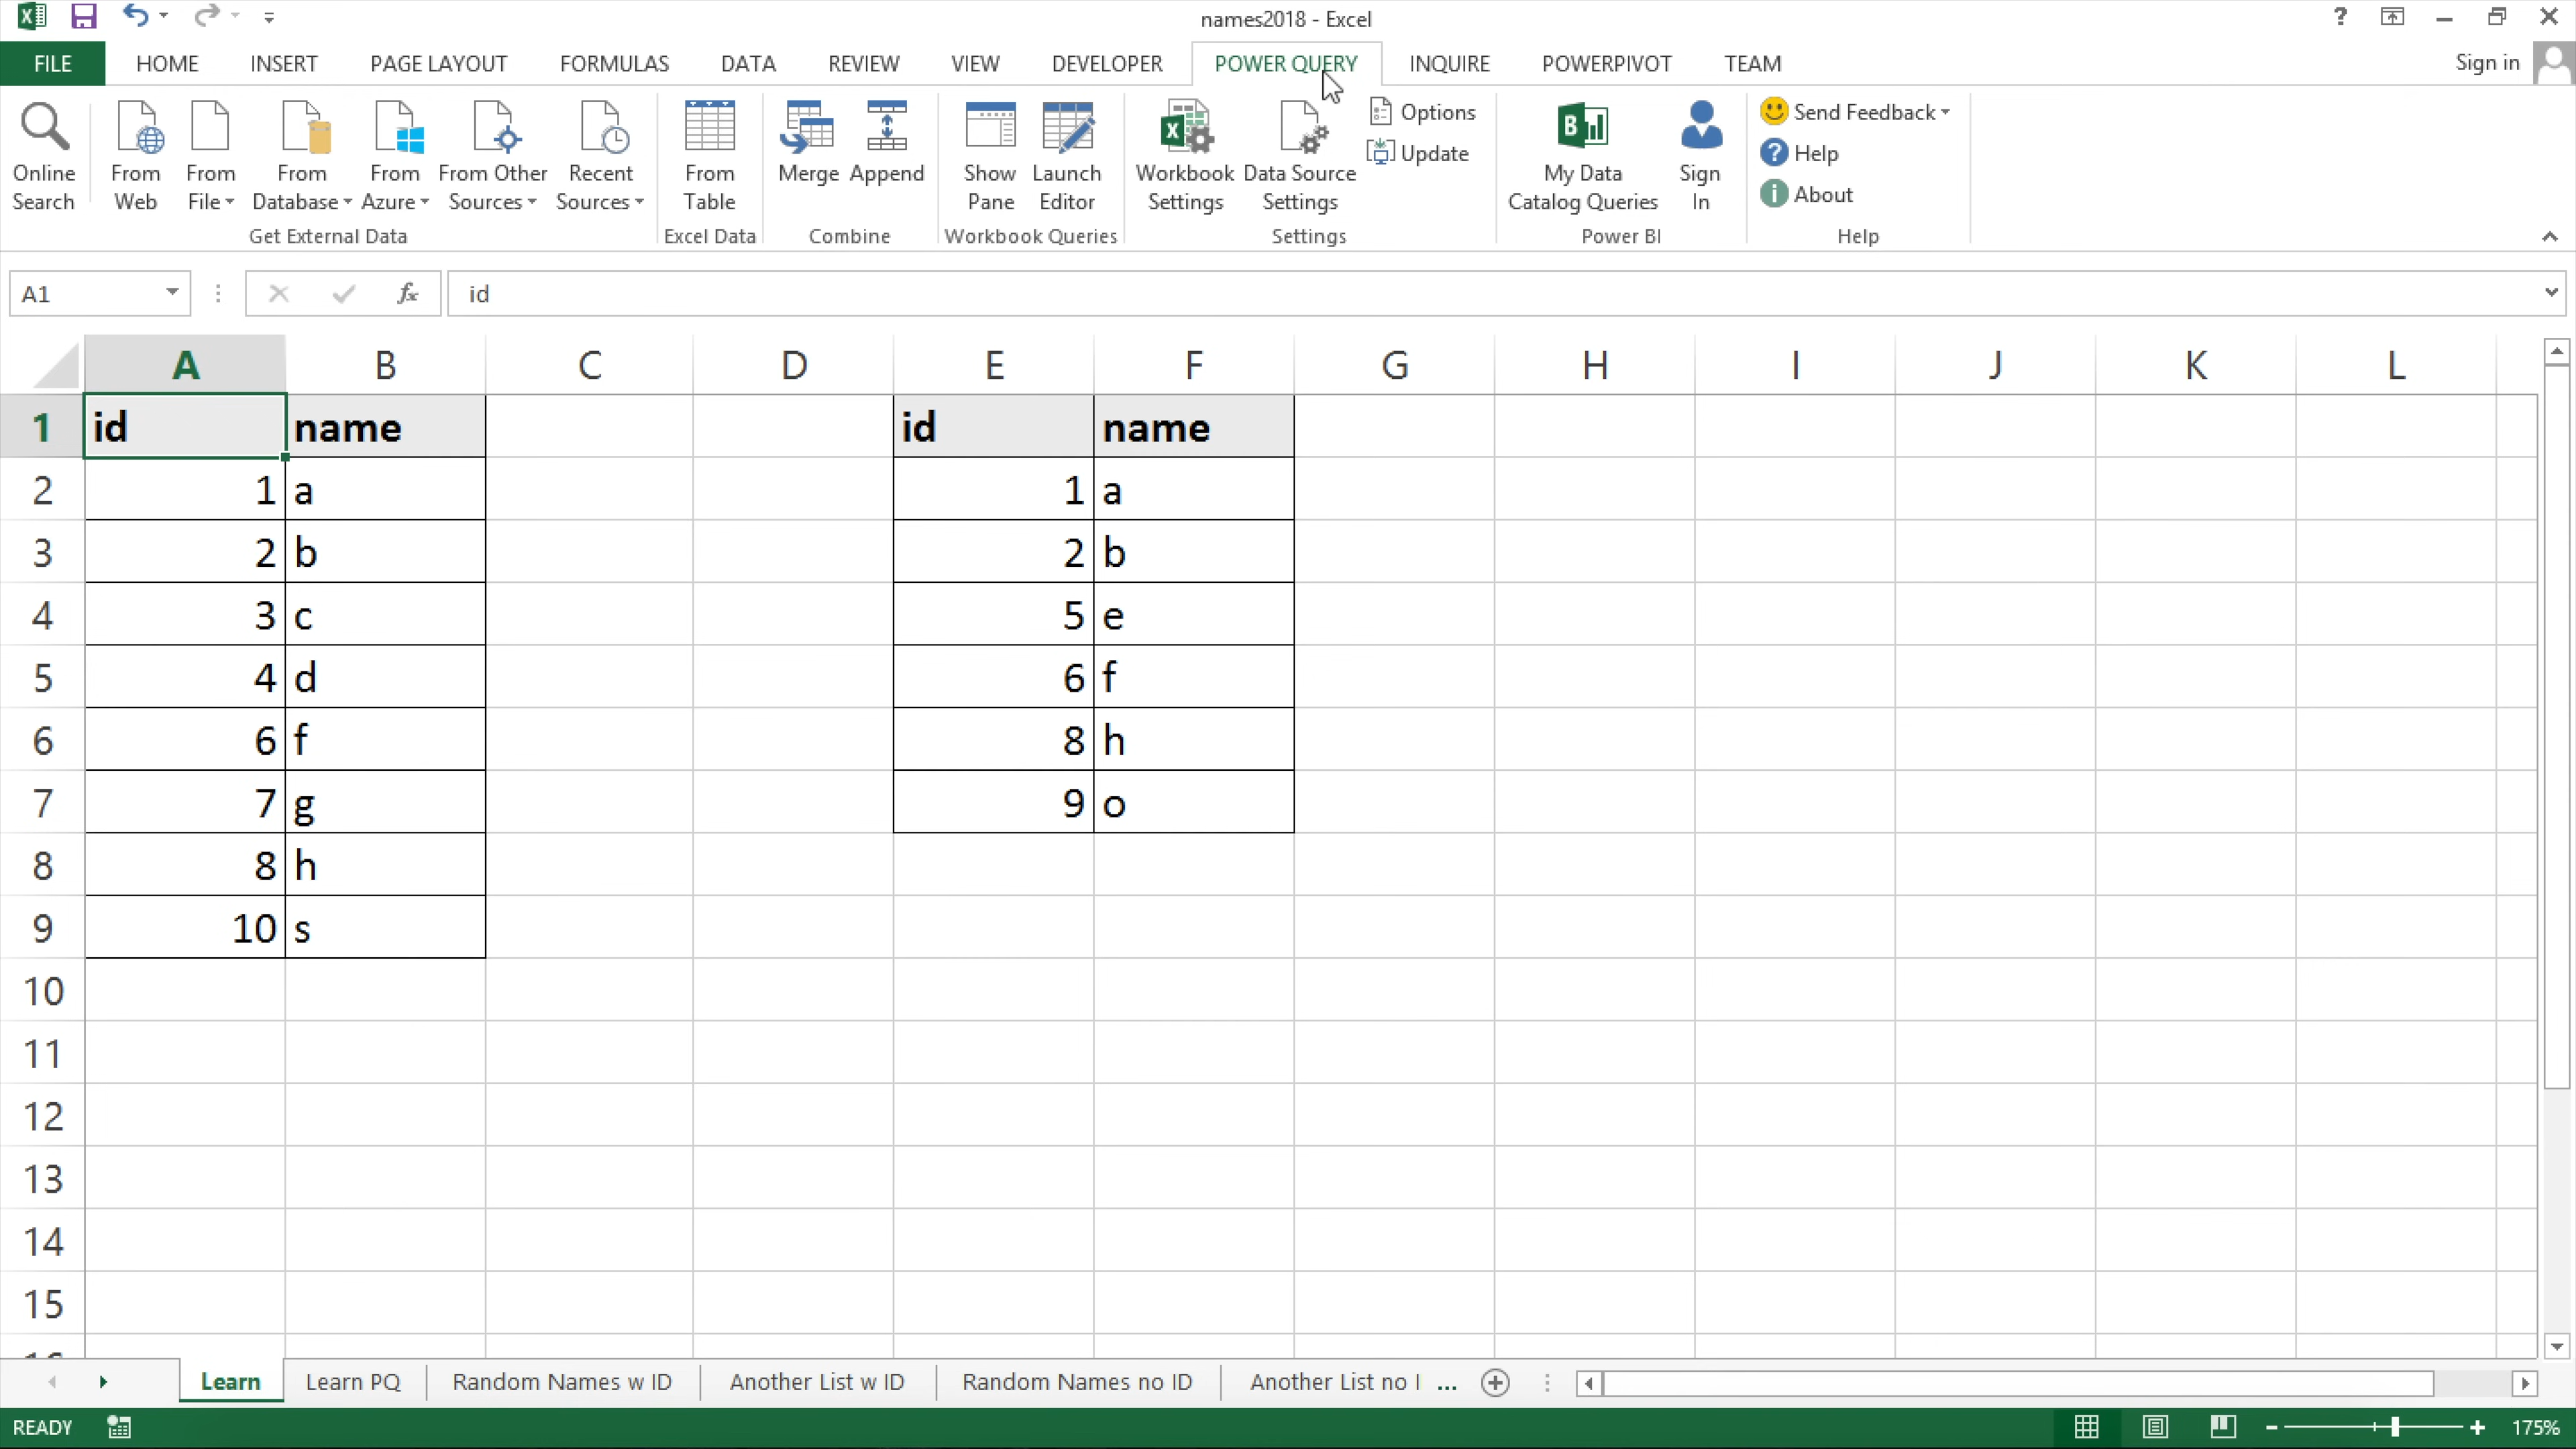 names2018 - Excel
FILE HOME INSERT PAGE LAYOUT FORMULAS DATA REVIEW VIEW DEVELOPER POWER QUERY INQUIRE POWERPIVOT TEAM Sign in
Online Search
From Web
From File
From Database
From Azure
From Other Sources
Recent Sources
Get External Data
From Table
Excel Data
Merge
Append
Combine
Show Pane
Launch Editor
Workbook Queries
Workbook Settings
Data Source Settings
Options
Update
Settings
My Data Catalog Queries
Sign In
Power BI
Send Feedback
Help
About
Help
A1 fx id
A B C D E F G H I J K L
1 id name id name
2 1 a 1 a
3 2 b 2 b
4 3 c 5 e
5 4 d 6 f
6 6 f 8 h
7 7 g 9 o
8 8 h
9 10 s
10
11
12
13
14
15
Learn Learn PQ Random Names w ID Another List w ID Random Names no ID Another List no I ...
READY 175%